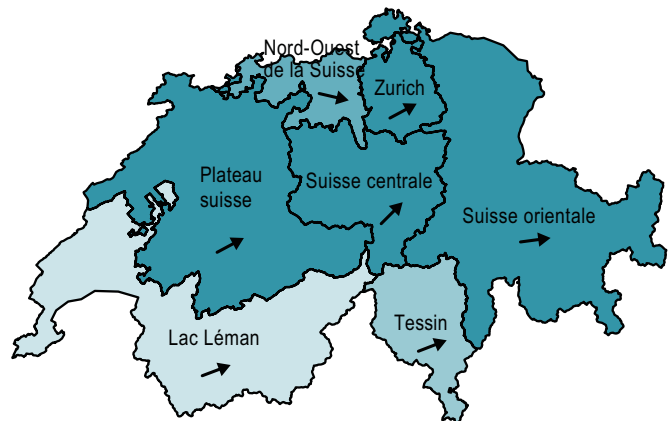 Nord-Ouest
de la Suisse
Zurich
Plateau
suisse
Suisse centrale
Suisse orientale
Lac Léman
Tessin